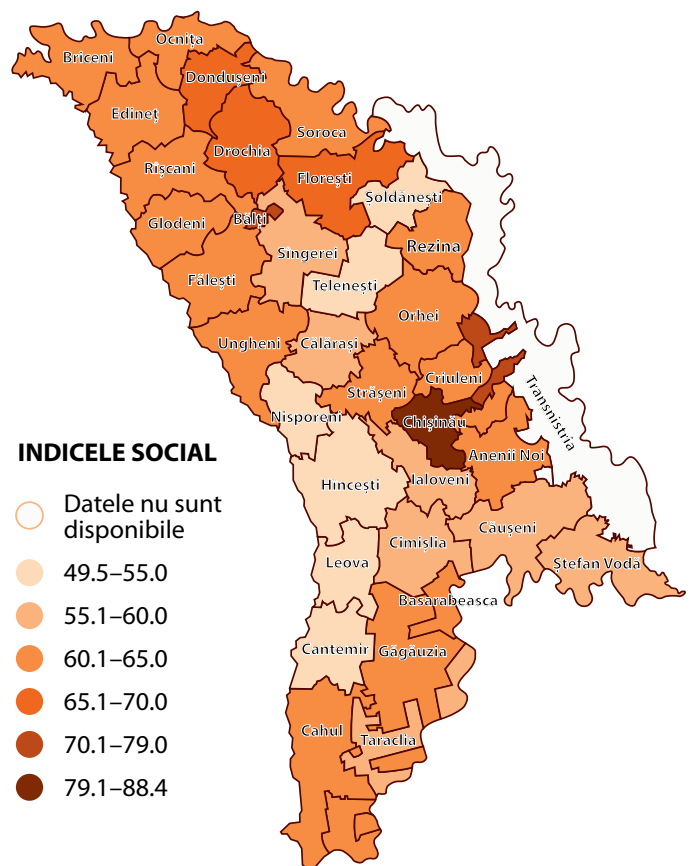 Ocnița
Briceni
Dondușeni
Edineț
Soroca
Drochia
Rîșcani
Florești
Șoldănești
Glodeni
Bălți
Rezina
Sîngerei
Fălești
Telenești
Orhei
Ungheni
Călărași
Criuleni
Strășeni
Transnistria
Nisporeni
Chișinău
Anenii Noi
INDICELE SOCIAL
Ialoveni
Hîncești
Datele nu sunt
disponibile
Căușeni
Cimișlia
Leova
Ștefan Vodă
49.5–55.0
Basarabeasca
55.1–60.0
Cantemir
Găgăuzia
60.1–65.0
65.1–70.0
Cahul
Taraclia
70.1–79.0
79.1–88.4